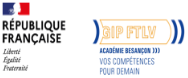 RÉPUBLIQUE
FRANÇAISE
Liberté
Égalité
Fraternité
GIP FTLV
ACADÉMIE BESANÇON
VOS COMPÉTENCES
POUR DEMAIN